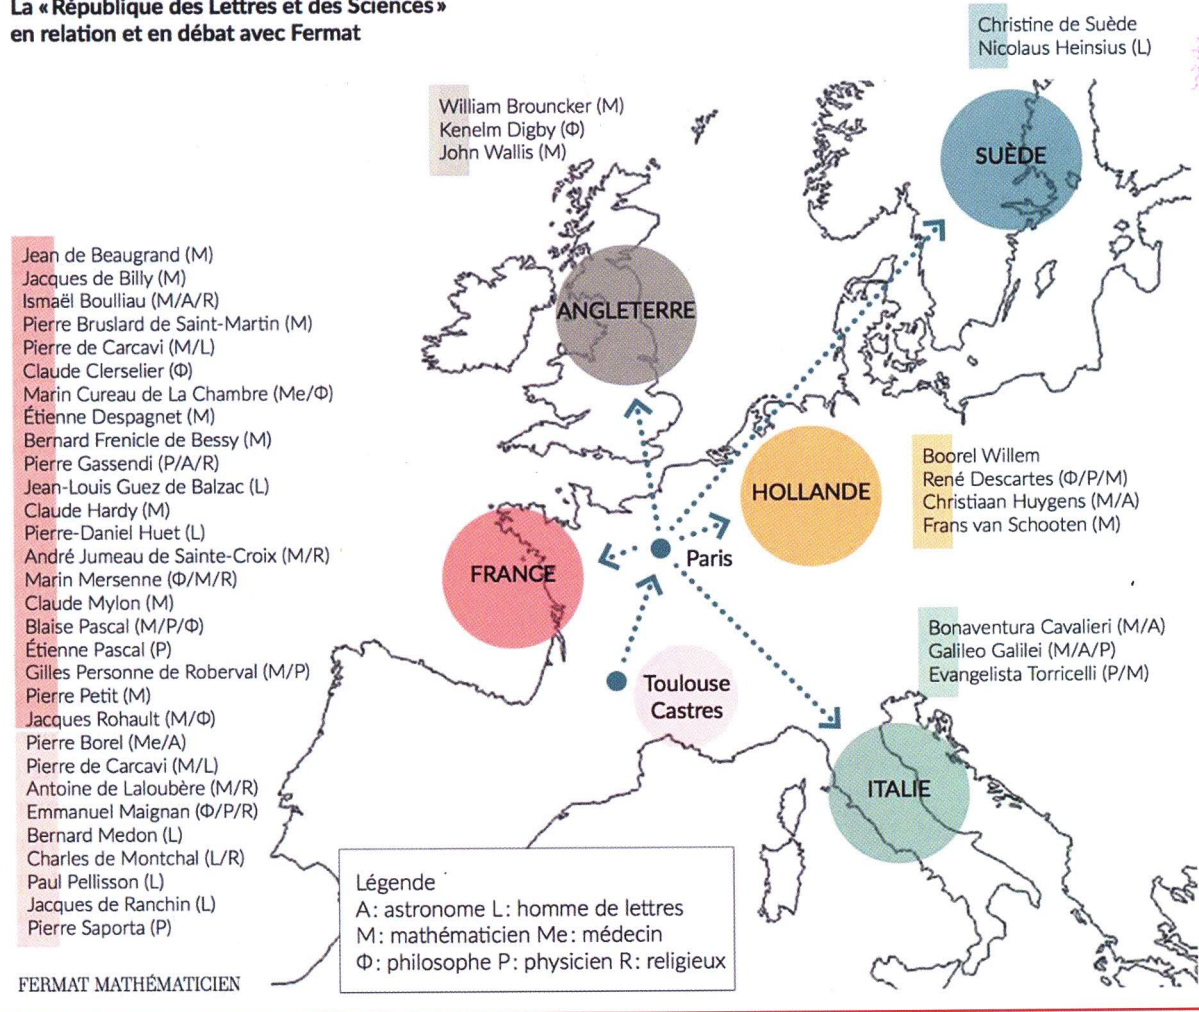 La « République des Lettres et des Sciences »
en relation et en débat avec Fermat
Christine de Suède
Nicolaus Heinsius (L)
William Brouncker (M)
Kenelm Digby (Φ)
John Wallis (M)
SUÈDE
ANGLETERRE
Jean de Beaugrand (M)
Jacques de Billy (M)
Ismaël Boulliau (M/A/R)
Pierre Bruslard de Saint-Martin (M)
Pierre de Carcavi (M/L)
Claude Clerselier (Φ)
Marin Cureau de La Chambre (Me/Φ)
Étienne Despagnet (M)
Bernard Frenicle de Bessy (M)
Pierre Gassendi (P/A/R)
Jean-Louis Guez de Balzac (L)
Claude Hardy (M)
Pierre-Daniel Huet (L)
André Jumeau de Sainte-Croix (M/R)
Marin Mersenne (Φ/M/R)
Claude Mylon (M)
Blaise Pascal (M/P/Φ)
Étienne Pascal (P)
Gilles Personne de Roberval (M/P)
Pierre Petit (M)
Jacques Rohault (M/Φ)
Pierre Borel (Me/A)
Pierre de Carcavi (M/L)
Antoine de Laloubère (M/R)
Emmanuel Maignan (Φ/P/R)
Bernard Medon (L)
Charles de Montchal (L/R)
Paul Pellisson (L)
Jacques de Ranchin (L)
Pierre Saporta (P)
HOLLANDE
Boorel Willem
René Descartes (Φ/P/M)
Christiaan Huygens (M/A)
Frans van Schooten (M)
Paris
FRANCE
Toulouse
Castres
Bonaventura Cavalieri (M/A)
Galileo Galilei (M/A/P)
Evangelista Torricelli (P/M)
ITALIE
Légende
A : astronome L : homme de lettres
M : mathématicien Me : médecin
Φ : philosophe P : physicien R : religieux
FERMAT MATHÉMATICIEN